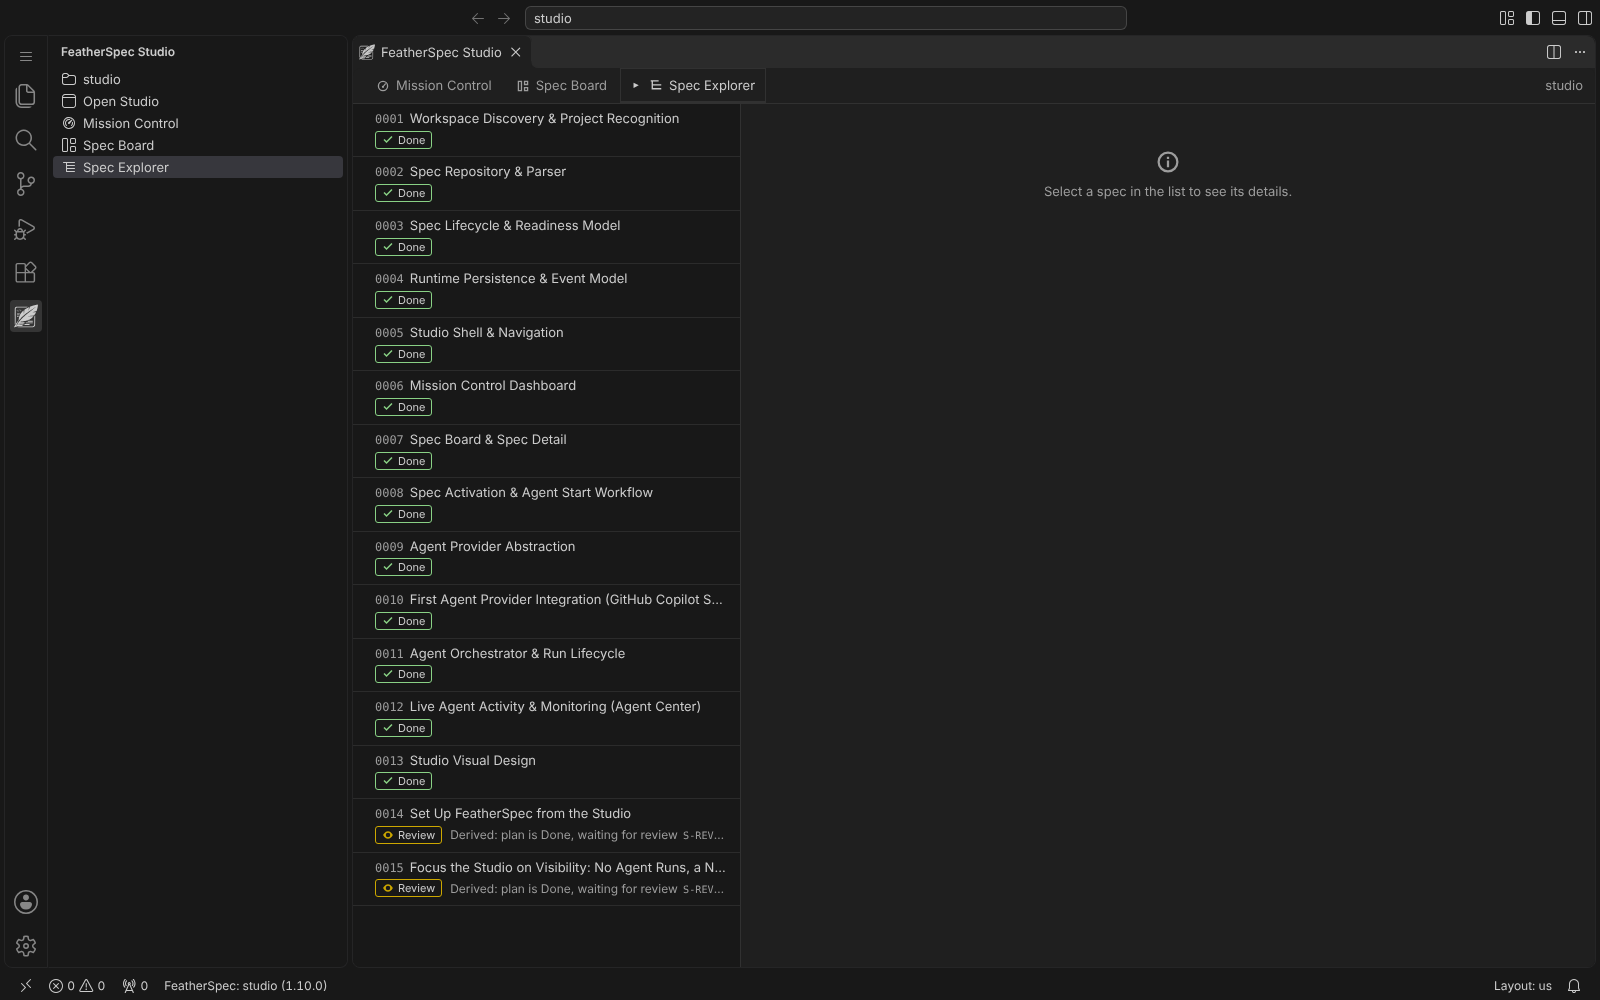 studio
FeatherSpec Studio
studio
Open Studio
Mission Control
Spec Board
Spec Explorer
FeatherSpec Studio
Mission Control
Spec Board
Spec Explorer
studio
0001 Workspace Discovery & Project Recognition
Done
0002 Spec Repository & Parser
Done
0003 Spec Lifecycle & Readiness Model
Done
0004 Runtime Persistence & Event Model
Done
0005 Studio Shell & Navigation
Done
0006 Mission Control Dashboard
Done
0007 Spec Board & Spec Detail
Done
0008 Spec Activation & Agent Start Workflow
Done
0009 Agent Provider Abstraction
Done
0010 First Agent Provider Integration (GitHub Copilot S...
Done
0011 Agent Orchestrator & Run Lifecycle
Done
0012 Live Agent Activity & Monitoring (Agent Center)
Done
0013 Studio Visual Design
Done
0014 Set Up FeatherSpec from the Studio
Review Derived: plan is Done, waiting for review S-REV...
0015 Focus the Studio on Visibility: No Agent Runs, a N...
Review Derived: plan is Done, waiting for review S-REV...
Select a spec in the list to see its details.
0 0 0 FeatherSpec: studio (1.10.0)
Layout: us